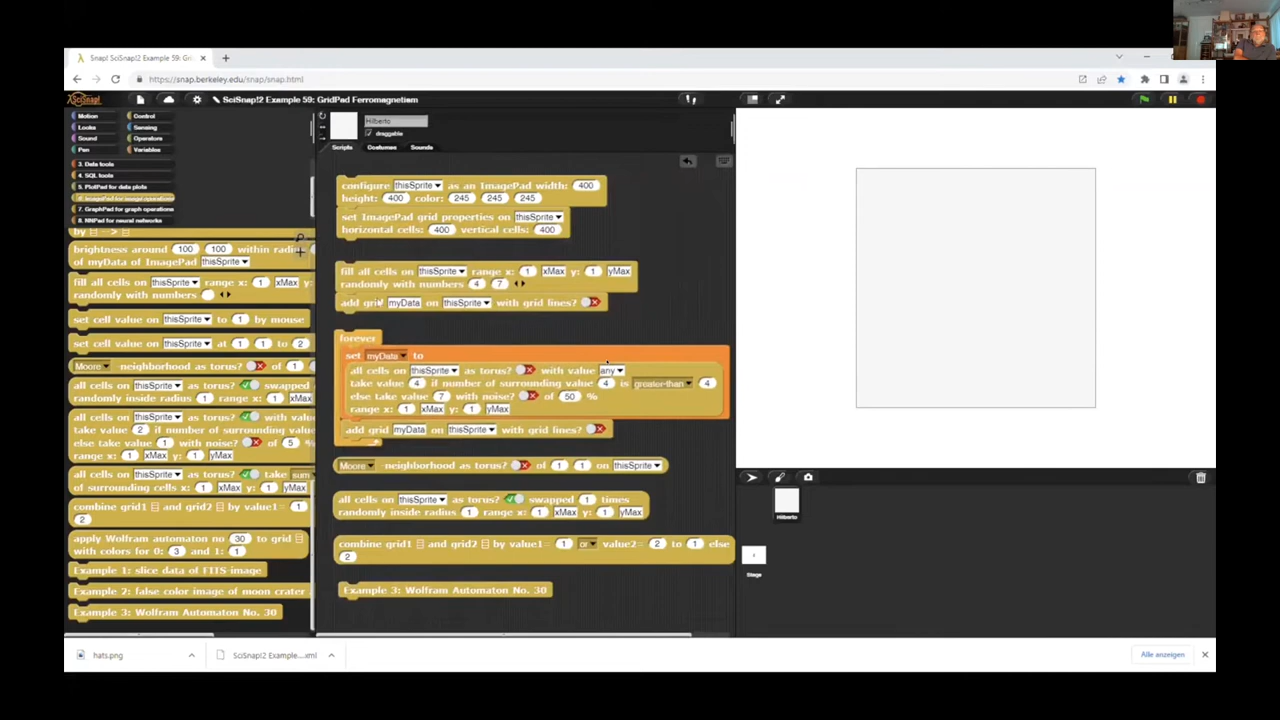 Snap! SciSnap!2 Example 59: Gri
https://snap.berkeley.edu/snap/snap.html
SciSnap!
SciSnap!2 Example 59: GridPad Ferromagnetism
Motion
Control
Looks
Sensing
Sound
Operators
Pen
Variables
3. Data tools
4. SQL tools
5. PlotPad for data plots
6. ImagePad for image operations
7. GraphPad for graph operations
8. NNPad for neural networks
by -->
brightness around 100 100 within radiu
of myData of ImagePad thisSprite
fill all cells on thisSprite range x: 1 xMax
randomly with numbers
set cell value on thisSprite to 1 by mouse
set cell value on thisSprite at 1 1 to 2
Moore -neighborhood as torus? of 1
all cells on thisSprite as torus? swapped
randomly inside radius 1 range x: 1 xMax
all cells on thisSprite as torus? with value
take value 2 if number of surrounding value
else take value 1 with noise? of 5 %
range x: 1 xMax y: 1 yMax
all cells on thisSprite as torus? take sum
of surrounding cells x: 1 xMax y: 1 yMax
combine grid1 and grid2 by value1= 1
2
apply Wolfram automaton no 30 to grid
with colors for 0: 3 and 1: 1
Example 1: slice data of FITS image
Example 2: false color image of moon crater
Example 3: Wolfram Automaton No. 30
Hilberto
draggable
Scripts
Costumes
Sounds
configure thisSprite as an ImagePad width: 400
height: 400 color: 245 245 245
set ImagePad grid properties on thisSprite
horizontal cells: 400 vertical cells: 400
fill all cells on thisSprite range x: 1 xMax y: 1 yMax
randomly with numbers 4 7
add grid myData on thisSprite with grid lines?
forever
set myData to
all cells on thisSprite as torus? with value any
take value 4 if number of surrounding value 4 is greater-than 4
else take value 7 with noise? of 50 %
range x: 1 xMax y: 1 yMax
add grid myData on thisSprite with grid lines?
Moore -neighborhood as torus? of 1 1 on thisSprite
all cells on thisSprite as torus? swapped 1 times
randomly inside radius 1 range x: 1 xMax y: 1 yMax
combine grid1 and grid2 by value1= 1 or value2= 2 to 1 else
2
Example 3: Wolfram Automaton No. 30
Hilberto
Stage
hats.png
SciSnap!2 Example....xml
Alle anzeigen